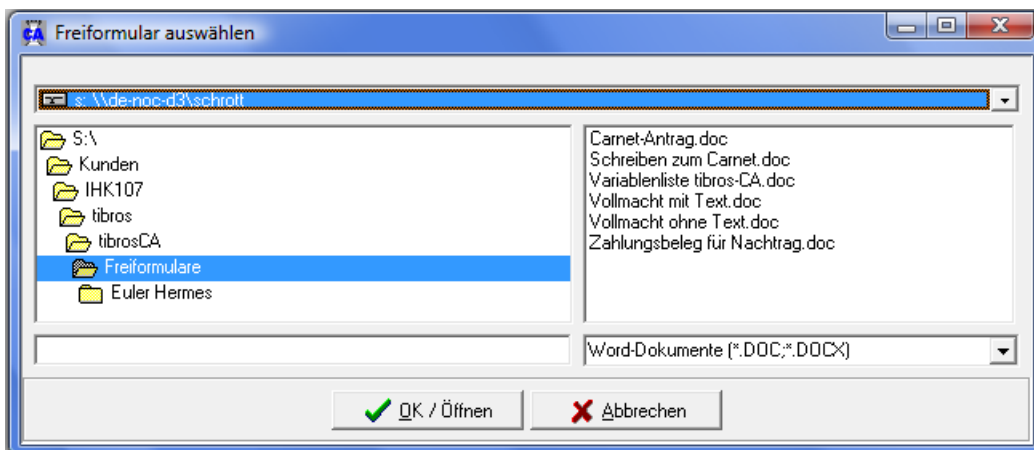 CA Freiformular auswählen
s: \\de-noc-d3\schrott
S:\
Kunden
IHK107
tibros
tibrosCA
Freiformulare
Euler Hermes
Carnet-Antrag.doc
Schreiben zum Carnet.doc
Variablenliste tibros-CA.doc
Vollmacht mit Text.doc
Vollmacht ohne Text.doc
Zahlungsbeleg für Nachtrag.doc
Word-Dokumente (*.DOC;*.DOCX)
OK / Öffnen
Abbrechen